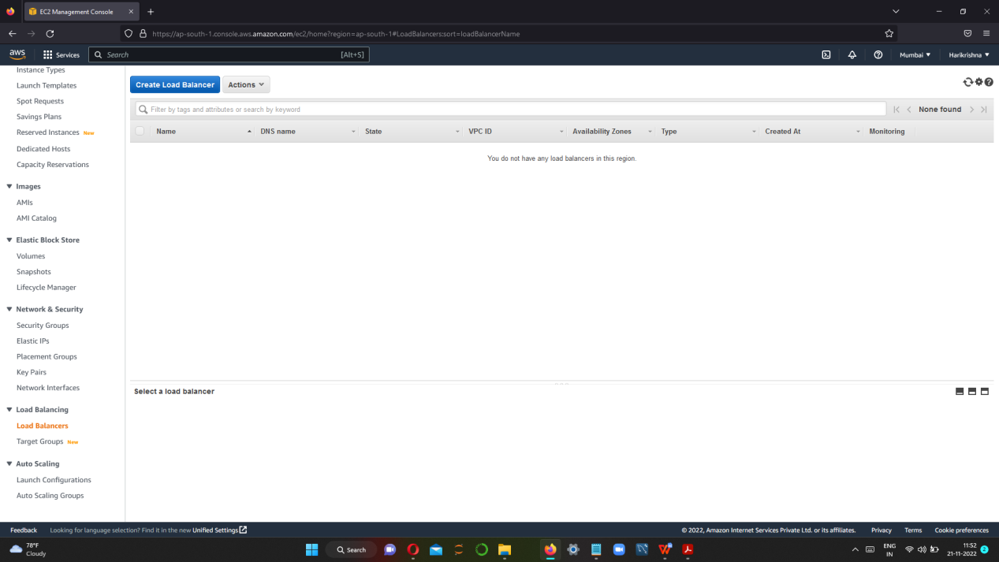 EC2 Management Console
https://ap-south-1.console.aws.amazon.com/ec2/home?region=ap-south-1#LoadBalancers:sort=loadBalancerName
aws Services Search [Alt+S] Mumbai Harikrishna
Instance Types
Launch Templates
Spot Requests
Savings Plans
Reserved Instances New
Dedicated Hosts
Capacity Reservations
Images
AMIs
AMI Catalog
Elastic Block Store
Volumes
Snapshots
Lifecycle Manager
Network & Security
Security Groups
Elastic IPs
Placement Groups
Key Pairs
Network Interfaces
Load Balancing
Load Balancers
Target Groups New
Auto Scaling
Launch Configurations
Auto Scaling Groups
Create Load Balancer Actions
Filter by tags and attributes or search by keyword None found
Name DNS name State VPC ID Availability Zones Type Created At Monitoring
You do not have any load balancers in this region.
Select a load balancer
Feedback Looking for language selection? Find it in the new Unified Settings © 2022, Amazon Internet Services Private Ltd. or its affiliates. Privacy Terms Cookie preferences
78°F
Cloudy
Search
ENG
IN
11:52
21-11-2022
2